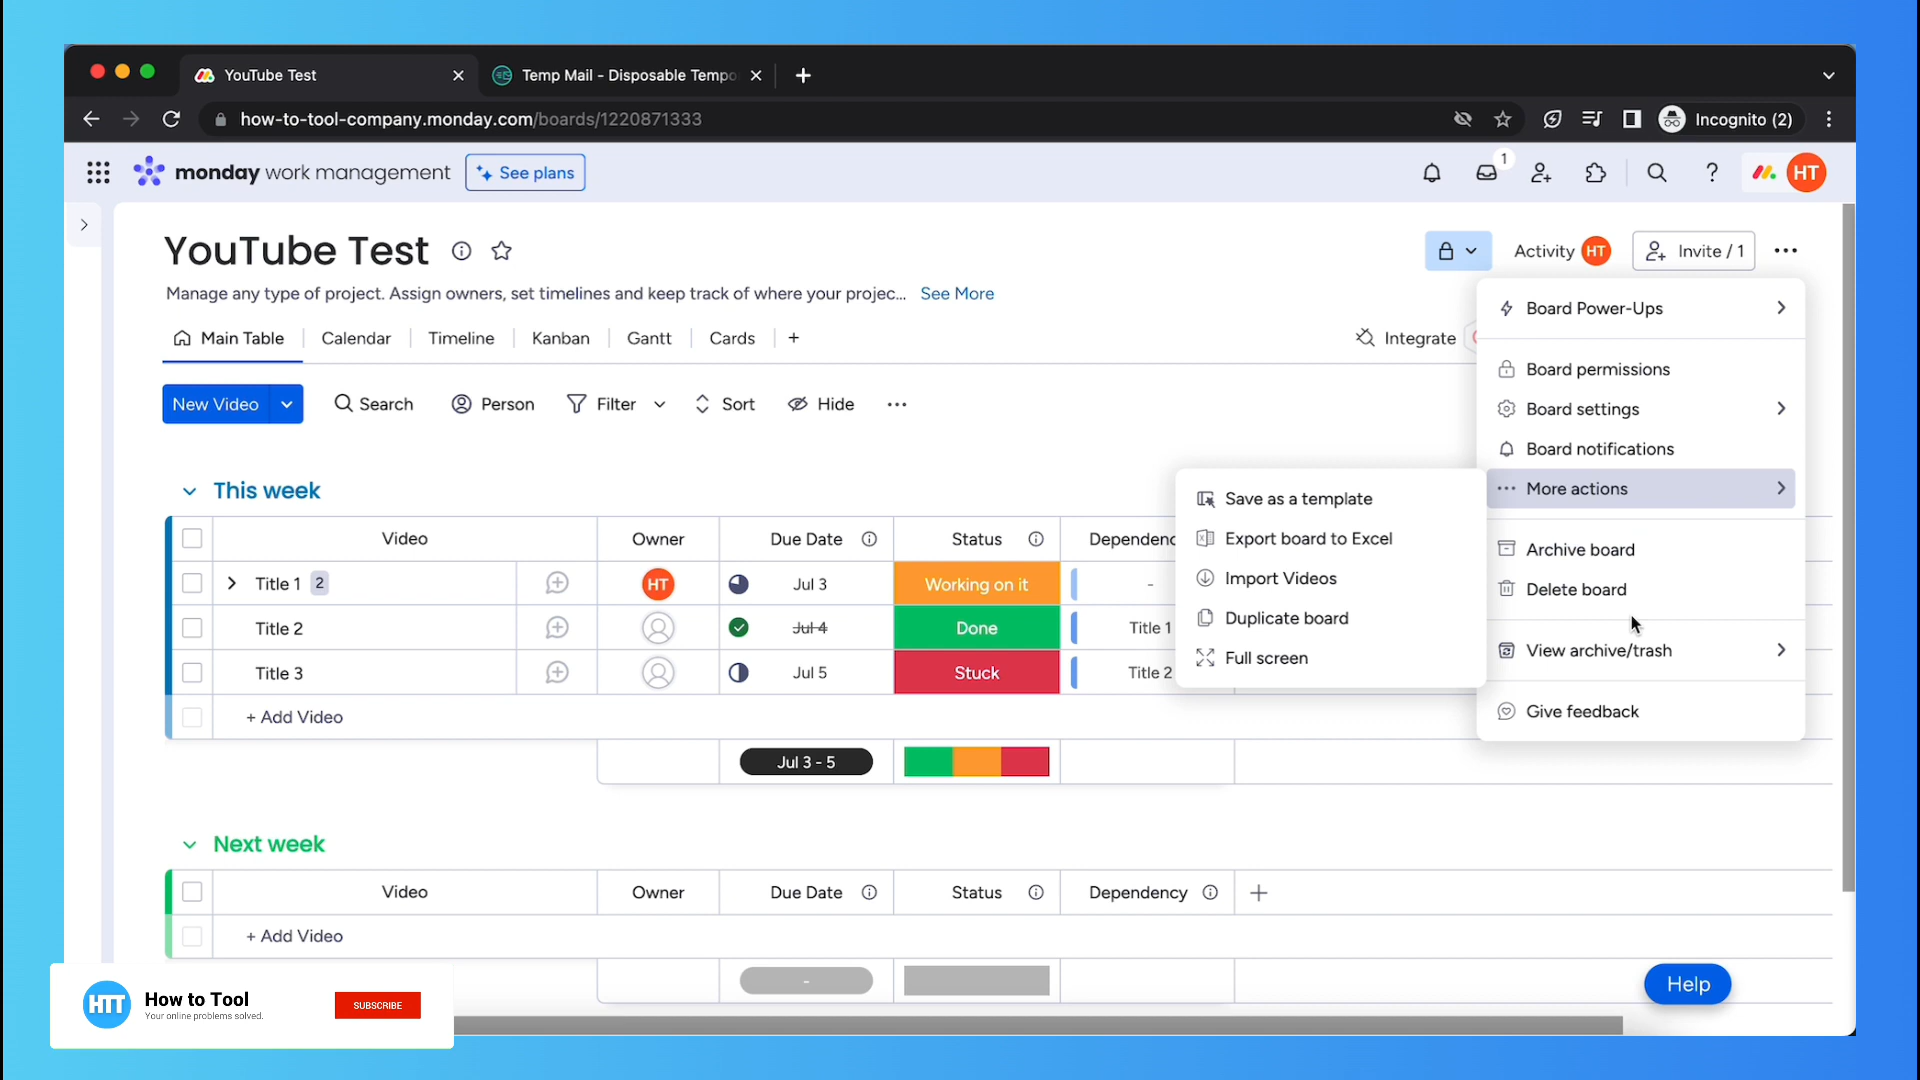 YouTube Test
Temp Mail - Disposable Tempo
how-to-tool-company.monday.com/boards/1220871333
Incognito (2)
monday work management
See plans
1
HT
YouTube Test
Activity HT
Invite / 1
Manage any type of project. Assign owners, set timelines and keep track of where your projec... See More
Main Table
Calendar
Timeline
Kanban
Gantt
Cards
+
Integrate
New Video
Search
Person
Filter
Sort
Hide
Board Power-Ups
Board permissions
Board settings
Board notifications
More actions
Archive board
Delete board
View archive/trash
Give feedback
Save as a template
Export board to Excel
Import Videos
Duplicate board
Full screen
This week
Video Owner Due Date Status Dependenc
Title 1 2 HT Jul 3 Working on it -
Title 2 Jul 4 Done Title 1
Title 3 Jul 5 Stuck Title 2
+ Add Video
Jul 3 - 5
Next week
Video Owner Due Date Status Dependency +
+ Add Video
-
Help
HTT
How to Tool
Your online problems solved.
SUBSCRIBE